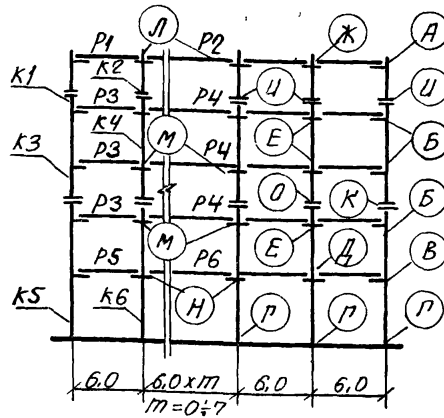 Л Ж А
Р1 Р2
К1 К2 И И
Р3 Р4
К3 К4 Е Б
М
Р3 Р4
О К Б
Р3 Р4
М Е Д В
Р5 Р6
К5 К6 Н Г Г Г
6,0 6,0 х m 6,0 6,0
m = 0÷7